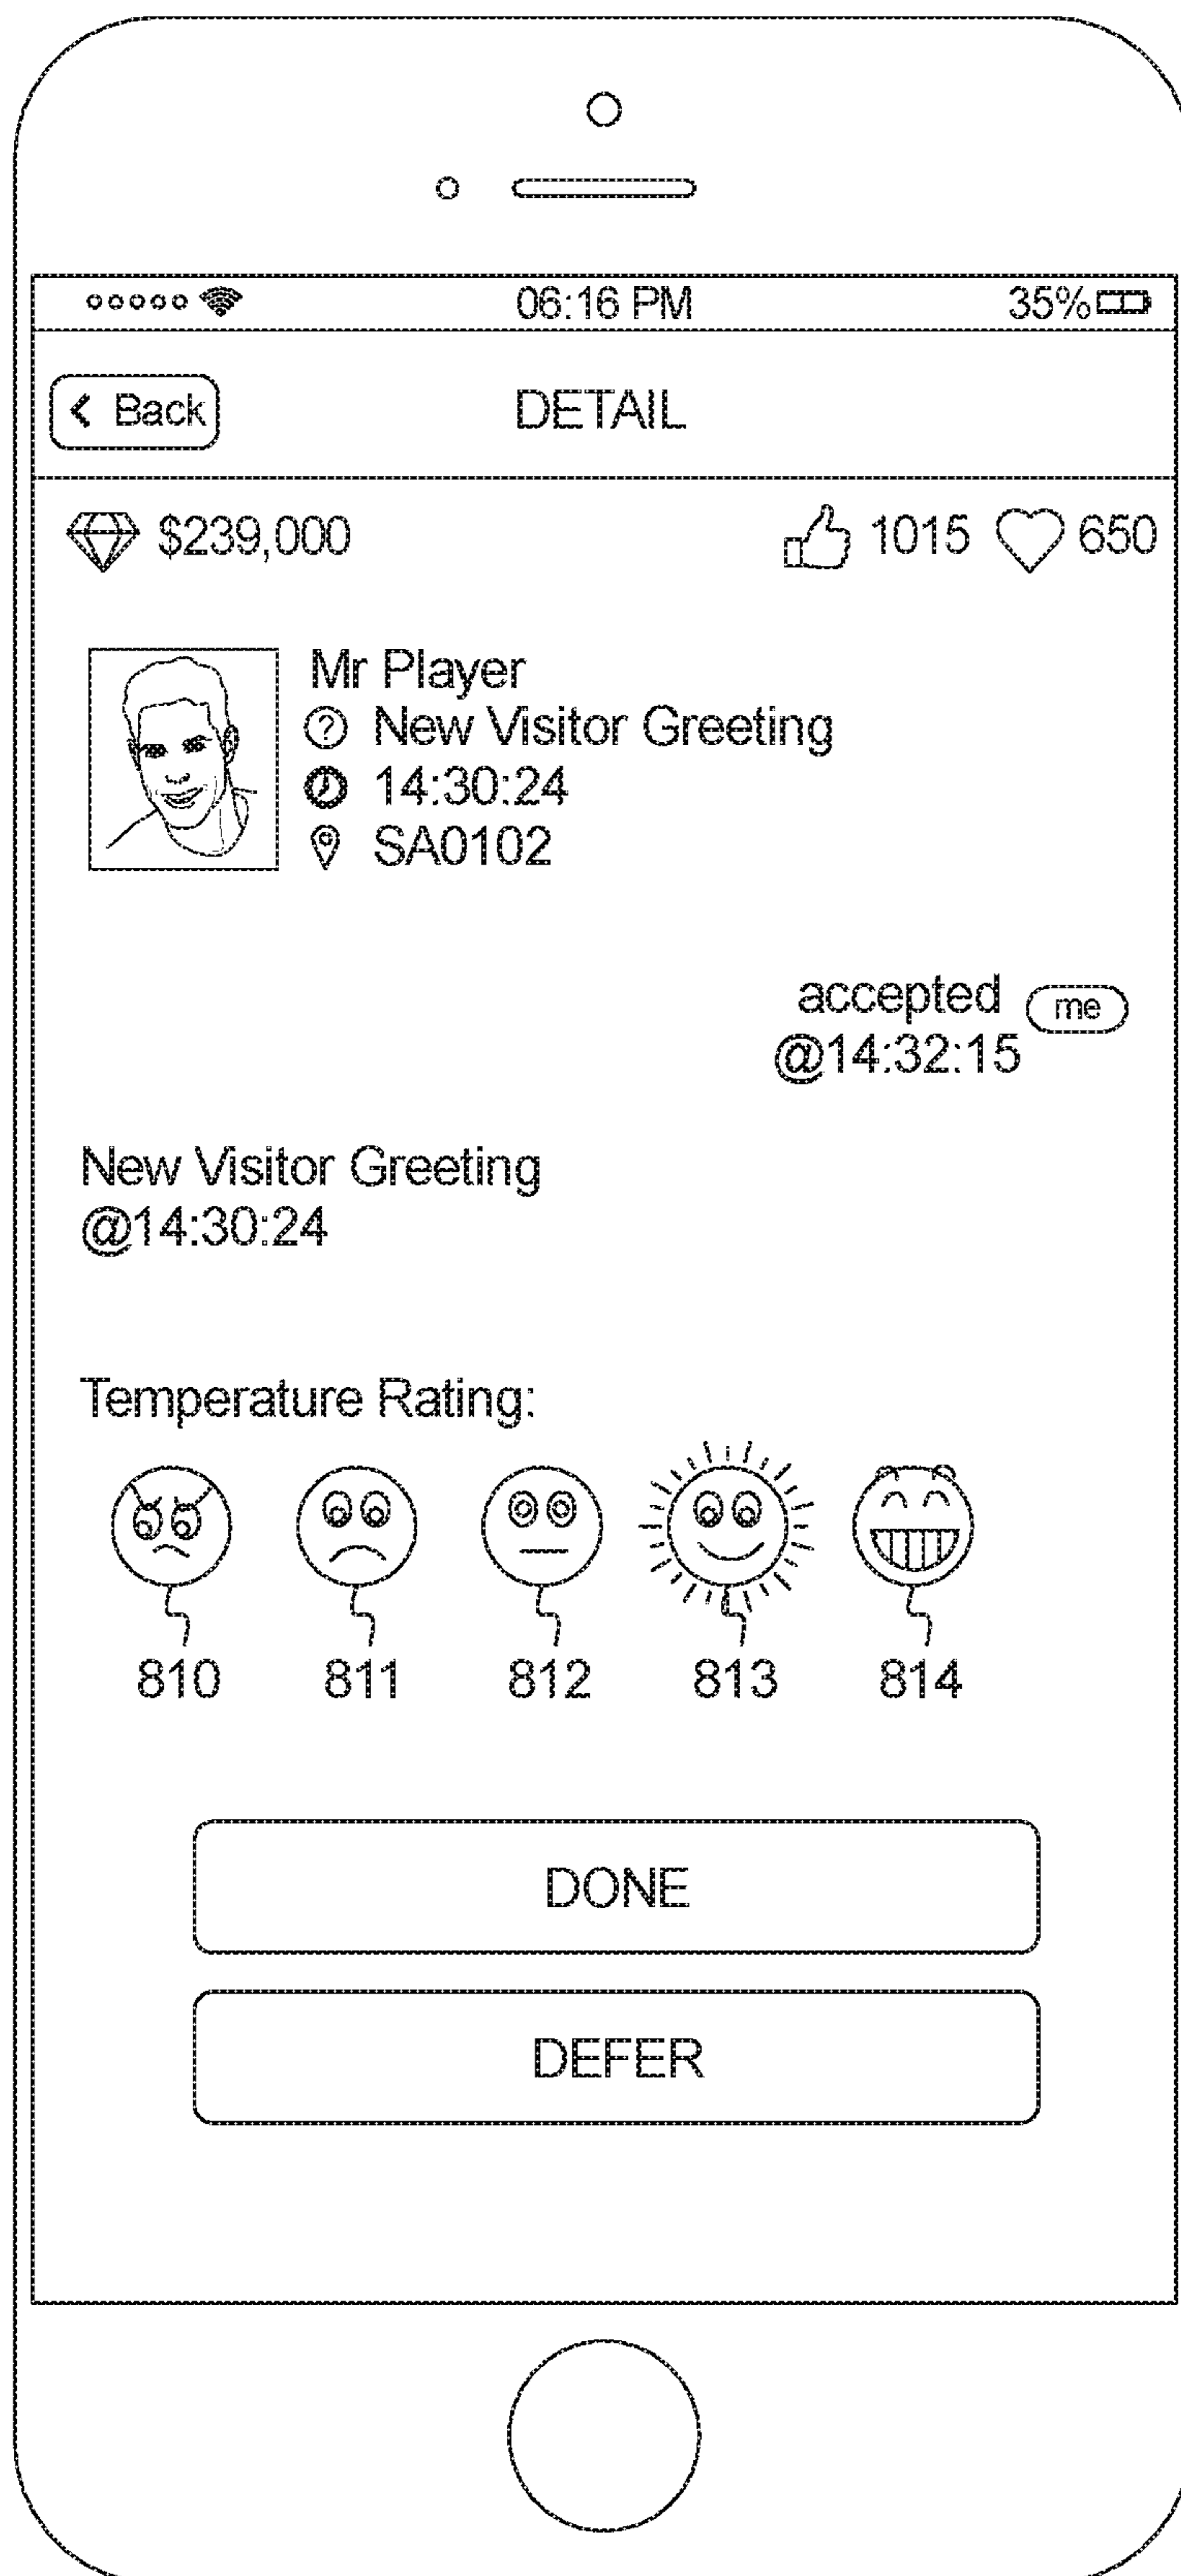 06:16 PM 35%
Back DETAIL
$239,000 1015 650
Mr Player
? New Visitor Greeting
14:30:24
SA0102
accepted me
@14:32:15
New Visitor Greeting
@14:30:24
Temperature Rating:
810 811 812 813 814
DONE
DEFER